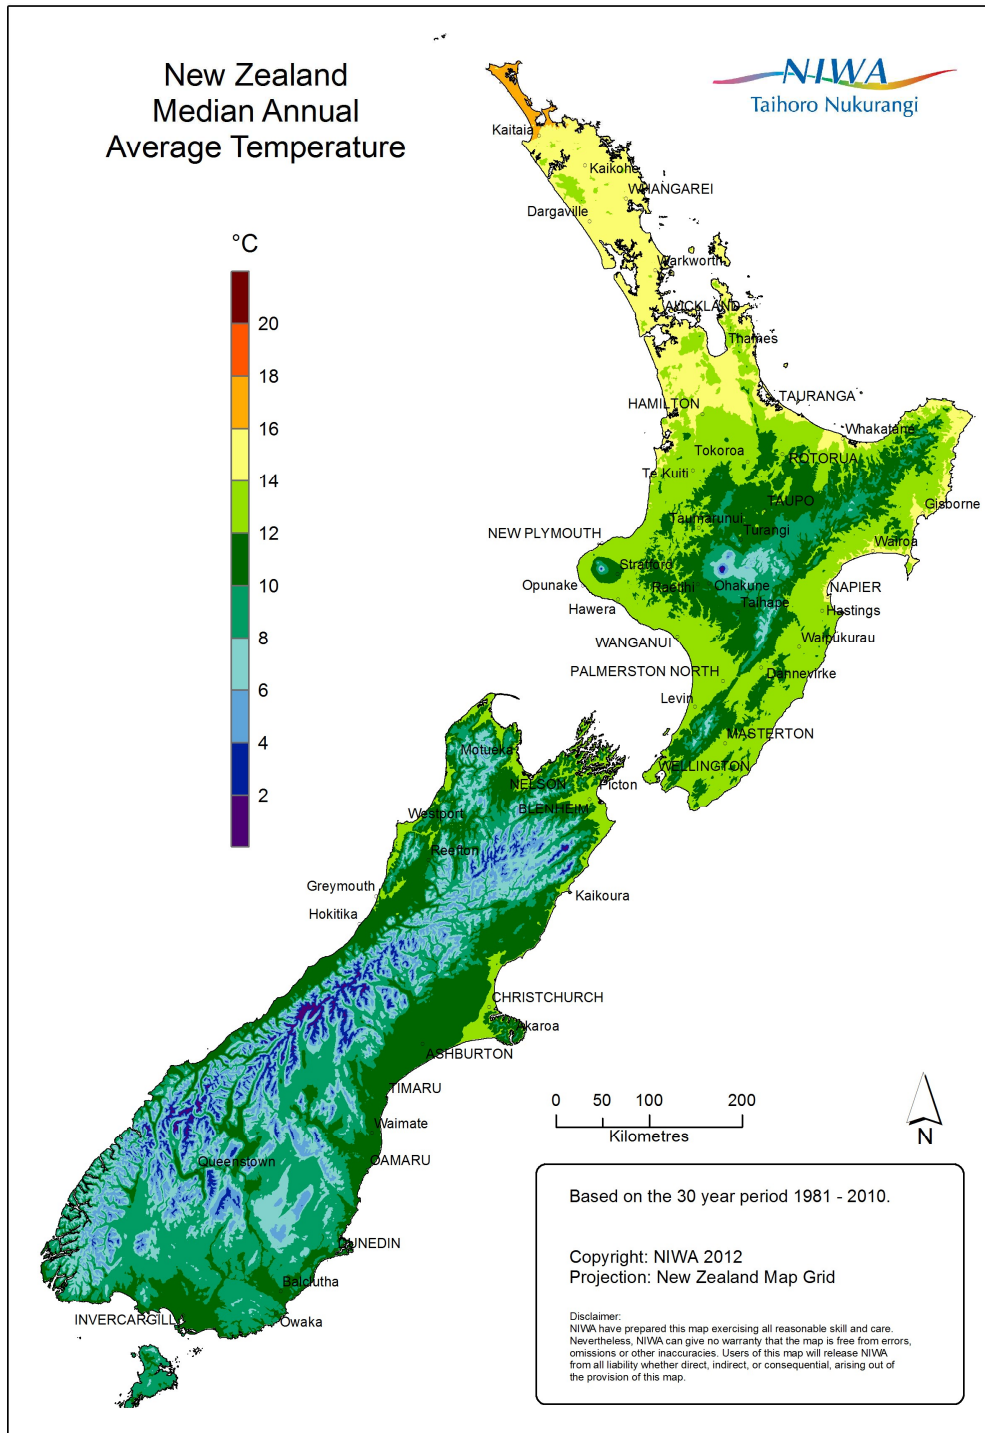 New Zealand
Median Annual
Average Temperature
NIWA
Taihoro Nukurangi
°C
20
18
16
14
12
10
8
6
4
2
Kaitaia
Kaikohe
WHANGAREI
Dargaville
Warkworth
AUCKLAND
Thames
HAMILTON
TAURANGA
Whakatane
Tokoroa
ROTORUA
Te Kuiti
TAUPO
Gisborne
Taumarunui
Turangi
NEW PLYMOUTH
Wairoa
Stratford
Opunake
Raetihi
Ohakune
NAPIER
Hawera
Taihape
Hastings
WANGANUI
Waipukurau
PALMERSTON NORTH
Dannevirke
Levin
MASTERTON
WELLINGTON
Motueka
NELSON
Picton
Westport
BLENHEIM
Reefton
Greymouth
Kaikoura
Hokitika
CHRISTCHURCH
Akaroa
ASHBURTON
TIMARU
Waimate
Queenstown
OAMARU
DUNEDIN
Balclutha
INVERCARGILL
Owaka
0 50 100 200
Kilometres
N
Based on the 30 year period 1981 - 2010.
Copyright: NIWA 2012
Projection: New Zealand Map Grid
Disclaimer:
NIWA have prepared this map exercising all reasonable skill and care.
Nevertheless, NIWA can give no warranty that the map is free from errors,
omissions or other inaccuracies. Users of this map will release NIWA
from all liability whether direct, indirect, or consequential, arising out of
the provision of this map.